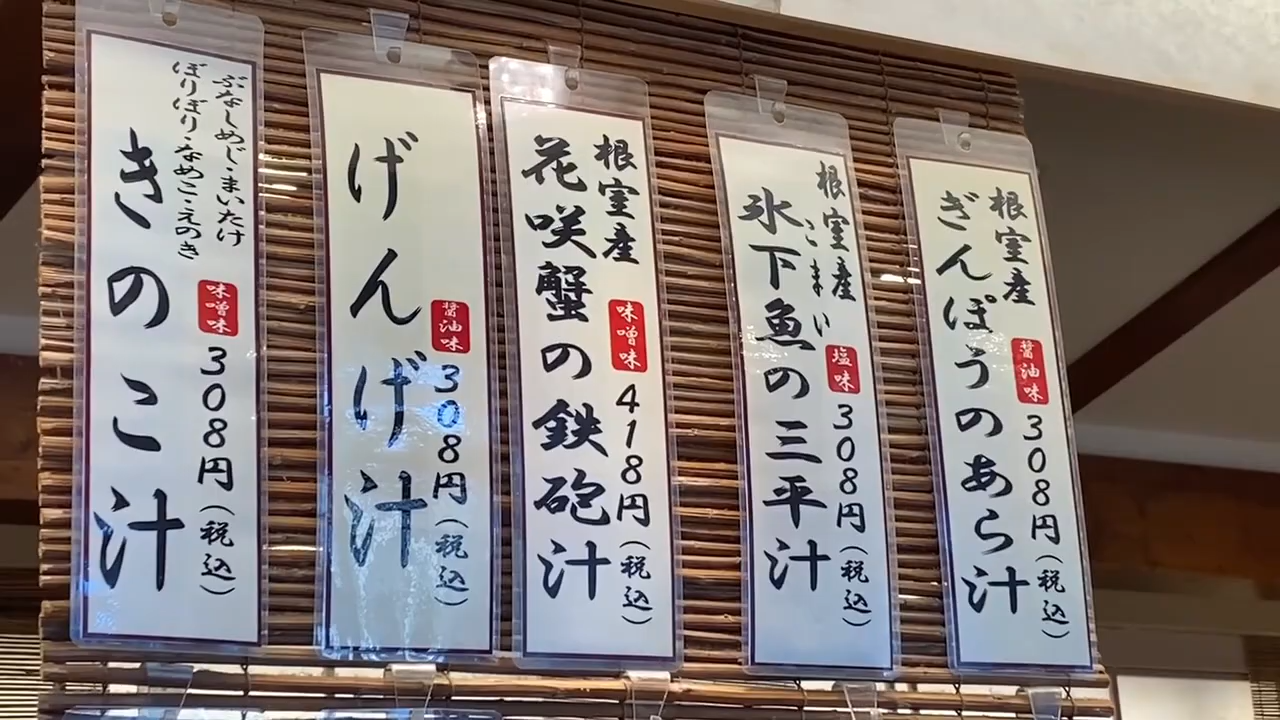 根室産
ぎんぽうのあら汁
醤油味
308円(税込)
根室産
氷下魚の三平汁
こまい
塩味
308円(税込)
根室産
花咲蟹の鉄砲汁
味噌味
418円(税込)
げんげ汁
醤油味
308円(税込)
ぶなしめじ・まいたけ
ぼりぼり・なめこ・えのき
きのこ汁
味噌味
308円(税込)